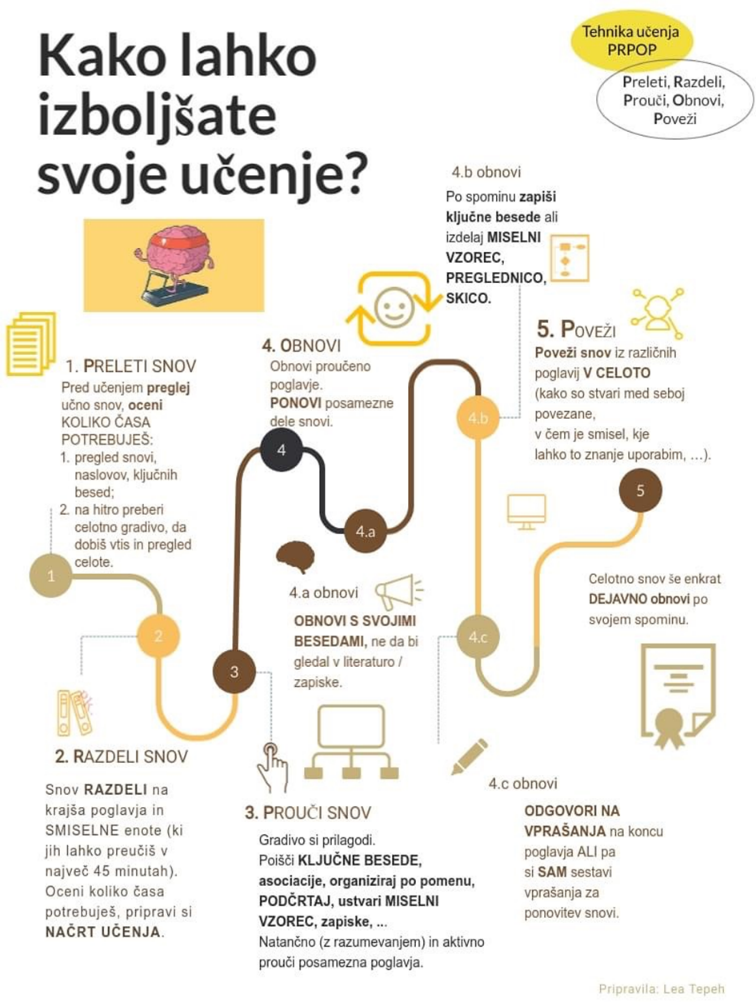 Kako lahko
izboljšate
svoje učenje?
Tehnika učenja
PRPOP
Preleti, Razdeli,
Prouči, Obnovi,
Poveži
1. PRELETI SNOV
Pred učenjem preglej
učno snov, oceni
KOLIKO ČASA
POTREBUJEŠ:
1. pregled snovi,
naslovov, ključnih
besed;
2. na hitro preberi
celotno gradivo, da
dobiš vtis in pregled
celote.
1
2
2. RAZDELI SNOV
Snov RAZDELI na
krajša poglavja in
SMISELNE enote (ki
jih lahko preučiš v
največ 45 minutah).
Oceni koliko časa
potrebuješ, pripravi si
NAČRT UČENJA.
3
3. PROUČI SNOV
Gradivo si prilagodi.
Poišči KLJUČNE BESEDE,
asociacije, organiziraj po pomenu,
PODČRTAJ, ustvari MISELNI
VZOREC, zapiske, ...
Natančno (z razumevanjem) in aktivno
prouči posamezna poglavja.
4. OBNOVI
Obnovi proučeno
poglavje.
PONOVI posamezne
dele snovi.
4
4.a
4.a obnovi
OBNOVI S SVOJIMI
BESEDAMI, ne da bi
gledal v literaturo /
zapiske.
4.b obnovi
Po spominu zapiši
ključne besede ali
izdelaj MISELNI
VZOREC,
PREGLEDNICO,
SKICO.
4.b
4.c
4.c obnovi
ODGOVORI NA
VPRAŠANJA na koncu
poglavja ALI pa
si SAM sestavi
vprašanja za
ponovitev snovi.
5. POVEŽI
Poveži snov iz različnih
poglavij V CELOTO
(kako so stvari med seboj
povezane,
v čem je smisel, kje
lahko to znanje uporabim, ...).
5
Celotno snov še enkrat
DEJAVNO obnovi po
svojem spominu.
Pripravila: Lea Tepeh